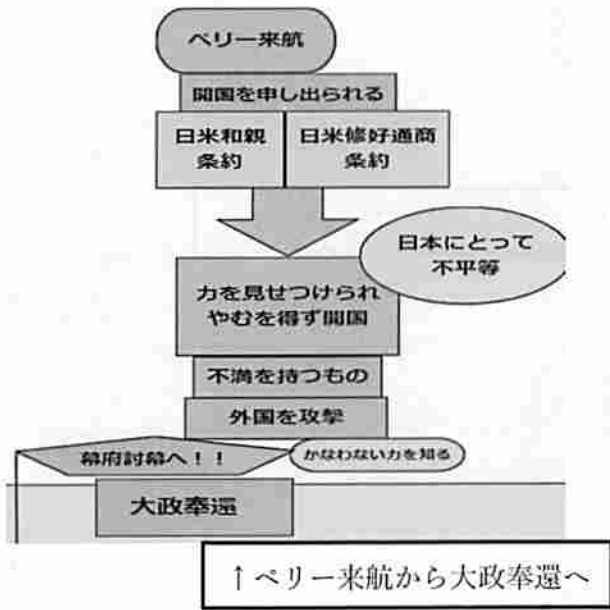 ペリー来航
開国を申し出られる
日米和親
条約
日米修好通商
条約
日本にとって
不平等
力を見せつけられ
やむを得ず開国
不満を持つもの
外国を攻撃
幕府討幕へ！！
かなわない力を知る
大政奉還
↑ペリー来航から大政奉還へ